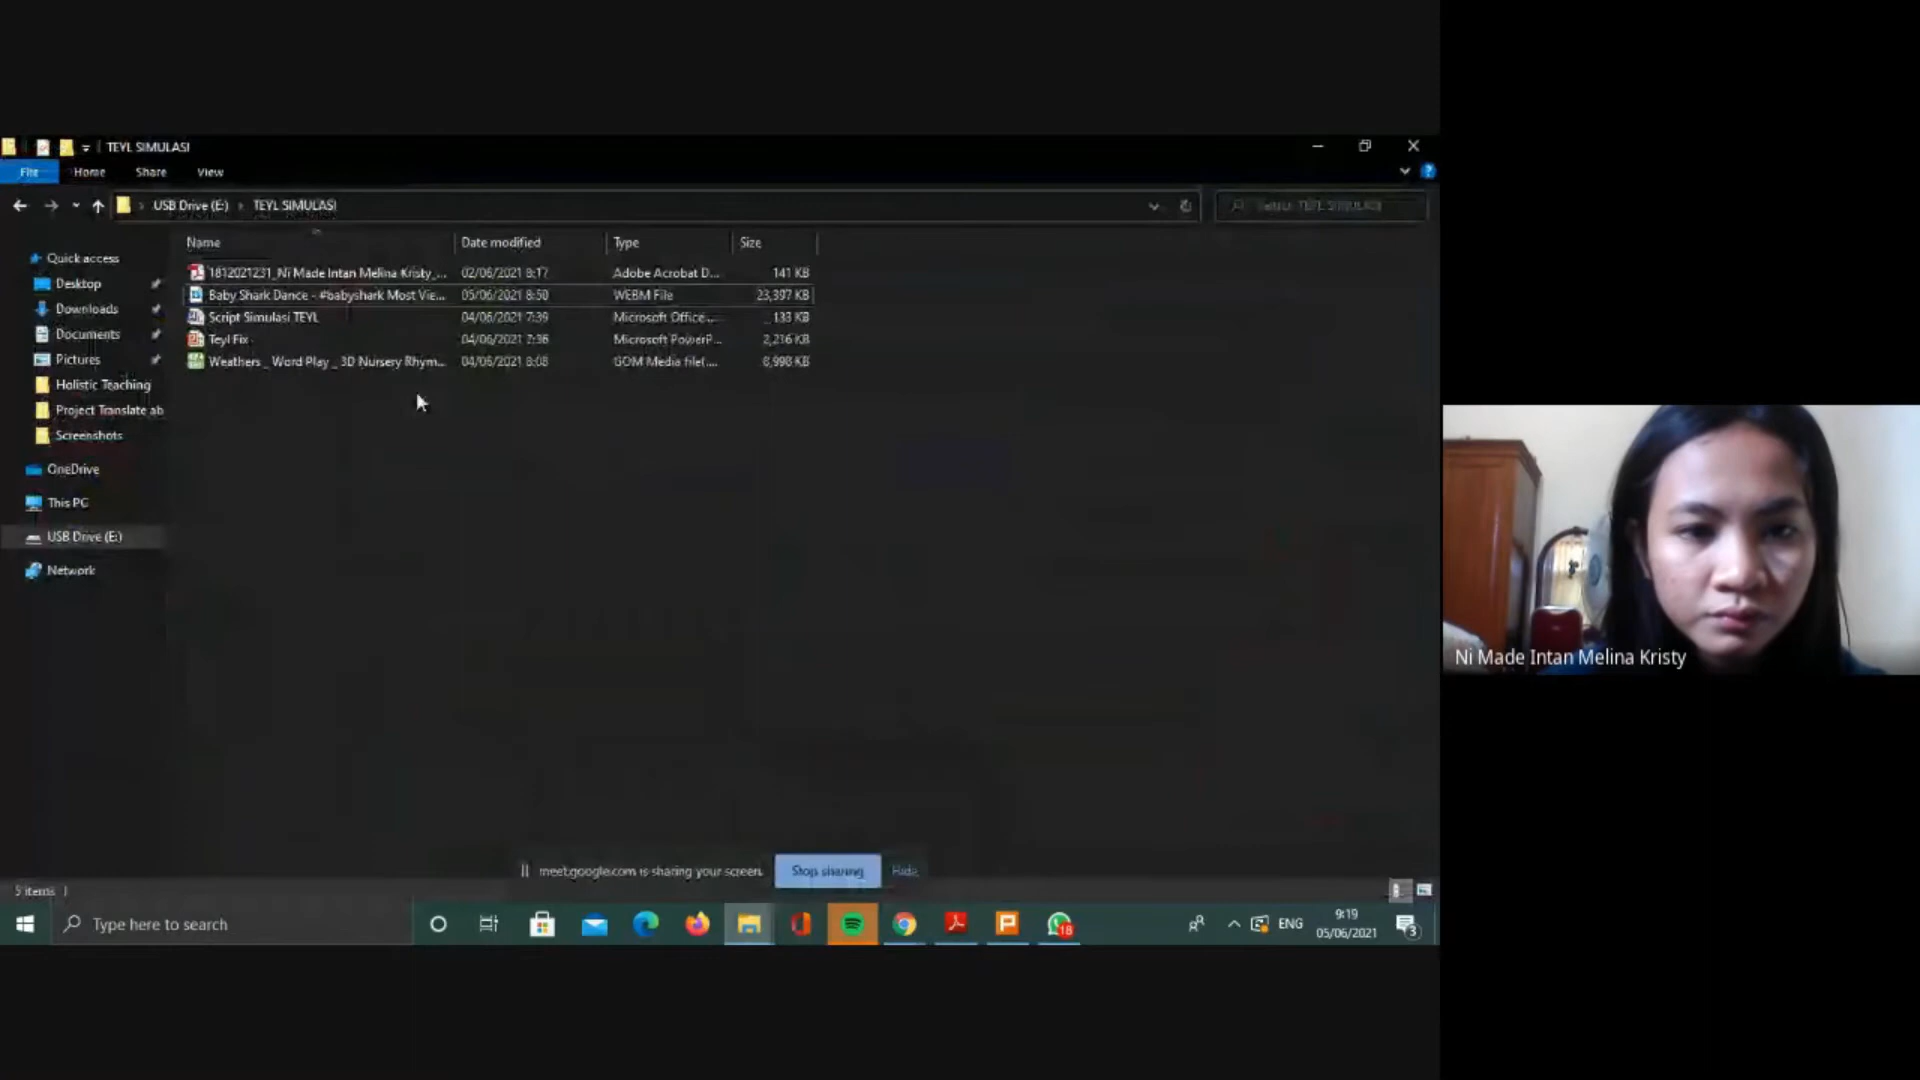 TEYL SIMULASI
File Home Share View
USB Drive (E:) TEYL SIMULASI
Name Date modified Type Size
Quick access
Desktop
Downloads
Documents
Pictures
Holistic Teaching
Project Translate ab
Screenshots
OneDrive
This PC
USB Drive (E:)
Network
1812021231_Ni Made Intan Melina Kristy_... 02/06/2021 8:17 Adobe Acrobat D... 141 KB
Baby Shark Dance - #babyshark Most Vie... 05/06/2021 8:50 WEBM File 23,397 KB
Script Simulasi TEYL 04/06/2021 7:39 Microsoft Office ... 133 KB
Teyl Fix 04/06/2021 7:36 Microsoft PowerP... 2,216 KB
Weathers _ Word Play _ 3D Nursery Rhym... 04/06/2021 8:08 GOM Media file(.... 8,998 KB
Ni Made Intan Melina Kristy
meet.google.com is sharing your screen. Stop sharing Hide
5 items
Type here to search
18
ENG
9:19
05/06/2021
3